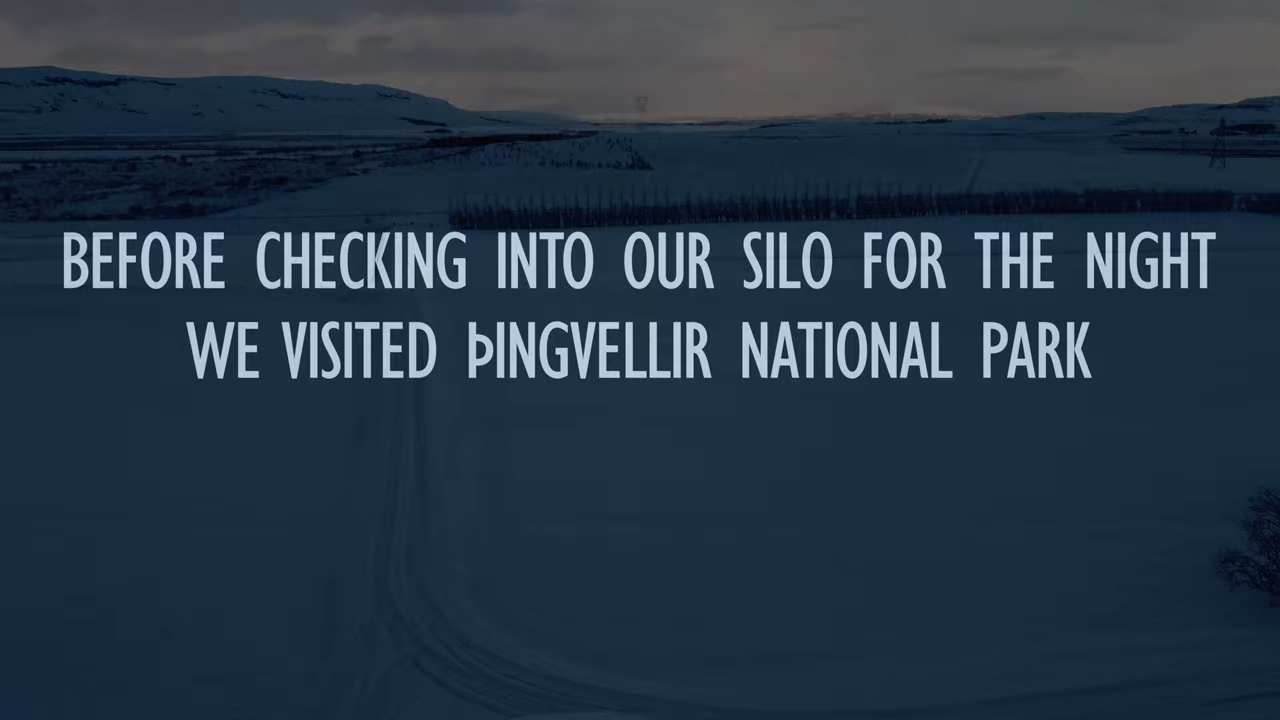 BEFORE CHECKING INTO OUR SILO FOR THE NIGHT
WE VISITED ÞINGVELLIR NATIONAL PARK